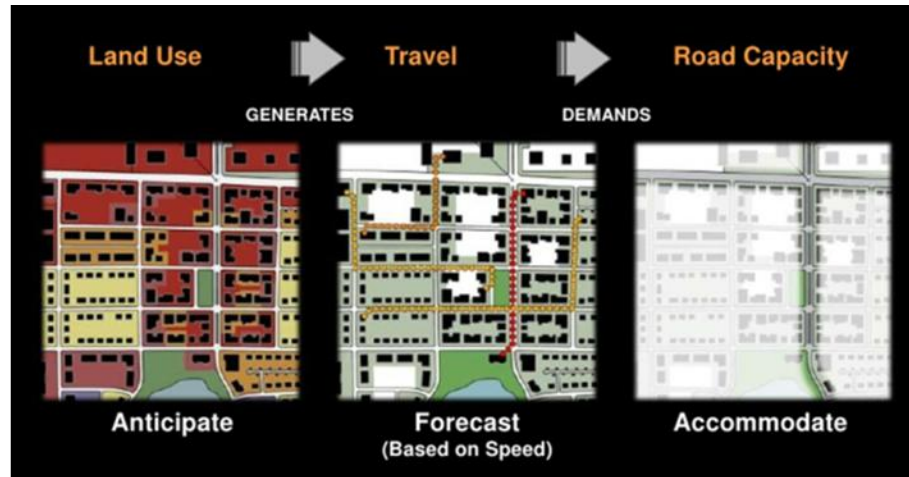 Land Use
Travel
Road Capacity
GENERATES
DEMANDS
Anticipate
Forecast
(Based on Speed)
Accommodate